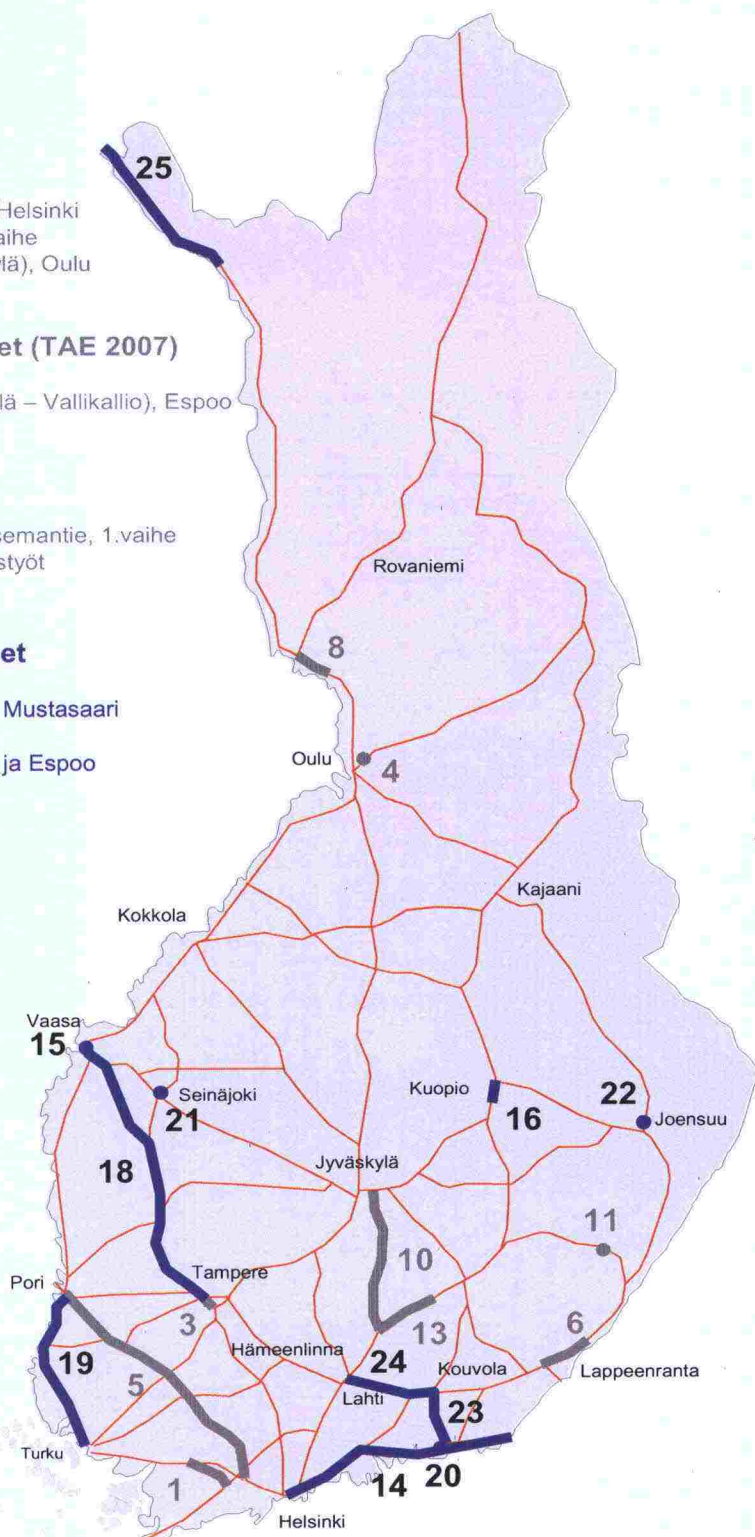 Helsinki
aihe
ylä), Oulu
et (TAE 2007)
lä – Vallikallio), Espoo
semantie, 1.vaihe
styöt
et
Mustasaari
ja Espoo
25
Rovaniemi
8
Oulu
4
Kajaani
Kokkola
Vaasa
15
Seinäjoki
21
Kuopio
16
22
Joensuu
18
Jyväskylä
11
10
Pori
Tampere
3
13
6
Hämeenlinna
24
Kouvola
Lappeenranta
19
5
Lahti
23
Turku
1
14
20
Helsinki